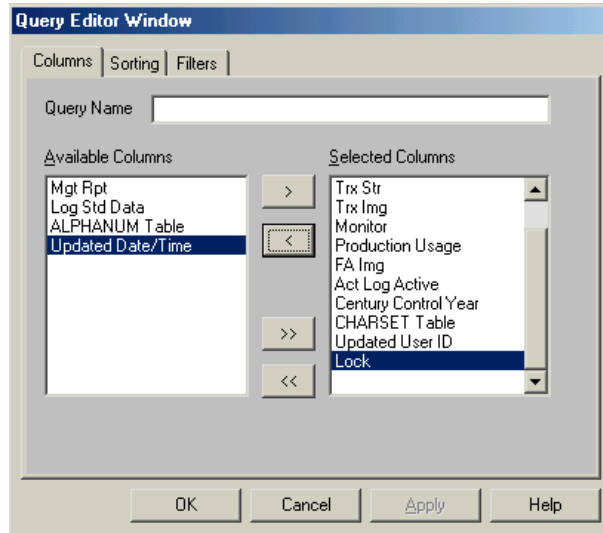 Query Editor Window
Columns
Sorting
Filters
Query Name
Available Columns
Mgt Rpt
Log Std Data
ALPHANUM Table
Updated Date/Time
>
<
>>
<<
Selected Columns
Trx Str
Trx Img
Monitor
Production Usage
FA Img
Act Log Active
Century Control Year
CHARSET Table
Updated User ID
Lock
OK
Cancel
Apply
Help